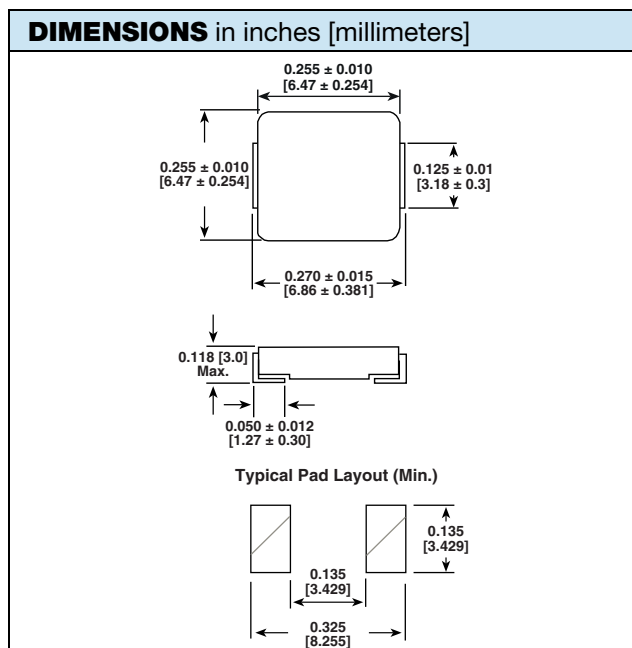 DIMENSIONS in inches [millimeters]
0.255 ± 0.010
[6.47 ± 0.254]
0.255 ± 0.010
[6.47 ± 0.254]
0.125 ± 0.01
[3.18 ± 0.3]
0.270 ± 0.015
[6.86 ± 0.381]
0.118 [3.0]
Max.
0.050 ± 0.012
[1.27 ± 0.30]
Typical Pad Layout (Min.)
0.135
[3.429]
0.135
[3.429]
0.325
[8.255]